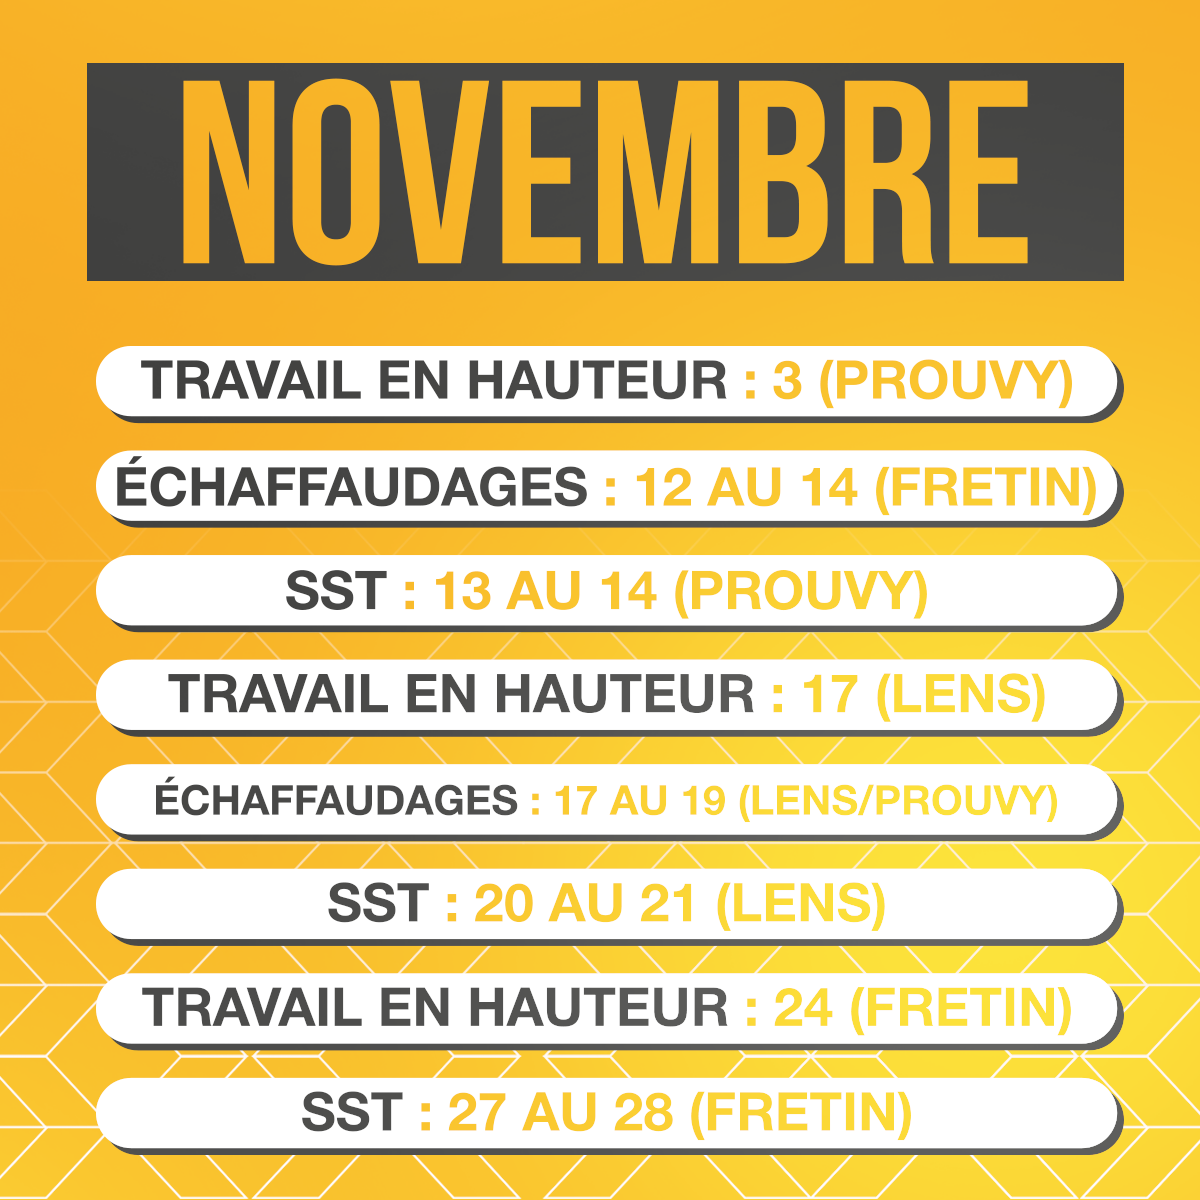 NOVEMBRE
TRAVAIL EN HAUTEUR : 3 (PROUVY)
ÉCHAFFAUDAGES : 12 AU 14 (FRETIN)
SST : 13 AU 14 (PROUVY)
TRAVAIL EN HAUTEUR : 17 (LENS)
ÉCHAFFAUDAGES : 17 AU 19 (LENS/PROUVY)
SST : 20 AU 21 (LENS)
TRAVAIL EN HAUTEUR : 24 (FRETIN)
SST : 27 AU 28 (FRETIN)